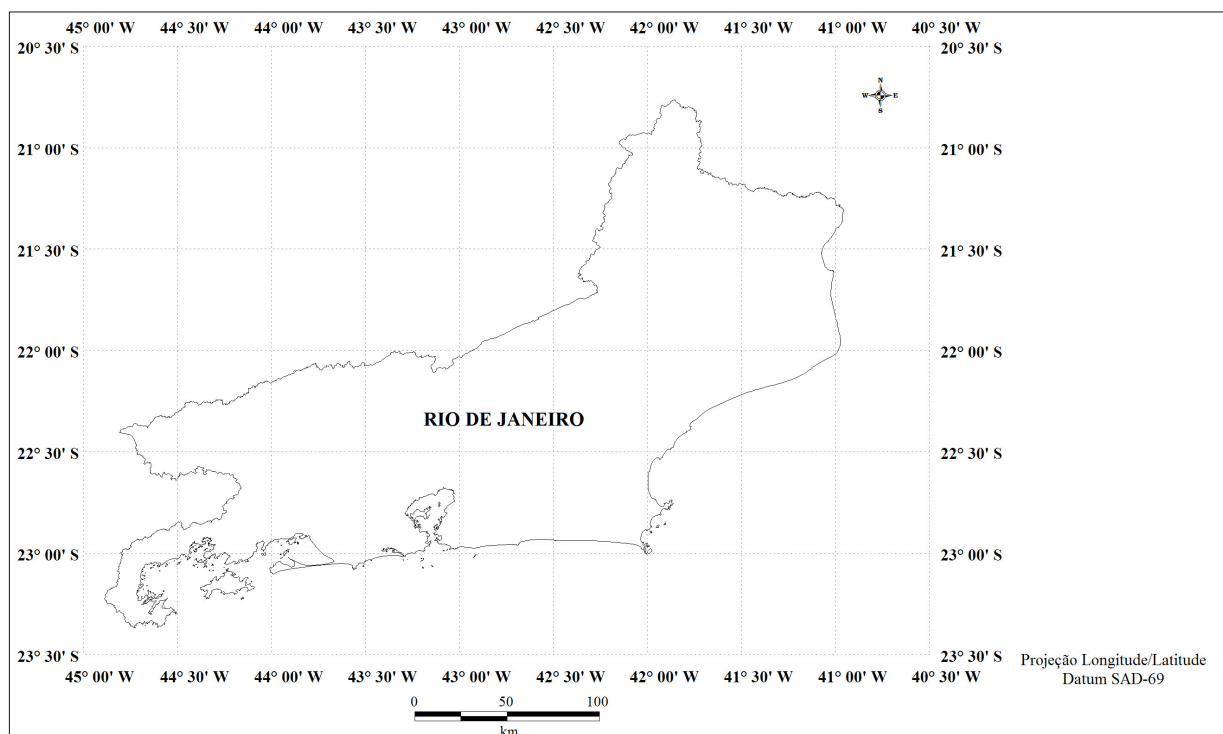 45° 00' W 44° 30' W 44° 00' W 43° 30' W 43° 00' W 42° 30' W 42° 00' W 41° 30' W 41° 00' W 40° 30' W
20° 30' S 20° 30' S
N
W E
S
21° 00' S 21° 00' S
21° 30' S 21° 30' S
22° 00' S 22° 00' S
RIO DE JANEIRO
22° 30' S 22° 30' S
23° 00' S 23° 00' S
23° 30' S 23° 30' S
45° 00' W 44° 30' W 44° 00' W 43° 30' W 43° 00' W 42° 30' W 42° 00' W 41° 30' W 41° 00' W 40° 30' W
Projeção Longitude/Latitude
Datum SAD-69
0 50 100
km